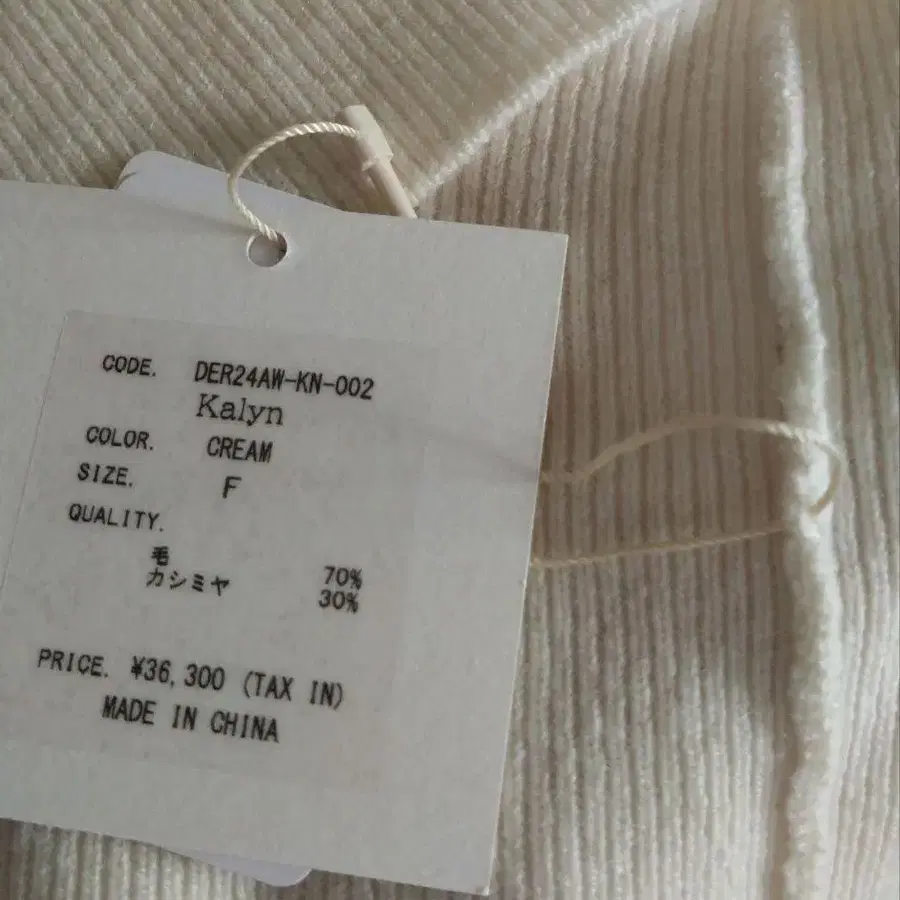 CODE. DER24AW-KN-002
Kalyn
COLOR. CREAM
SIZE. F
QUALITY.
毛 70%
カシミヤ 30%
PRICE. ¥36,300 (TAX IN)
MADE IN CHINA